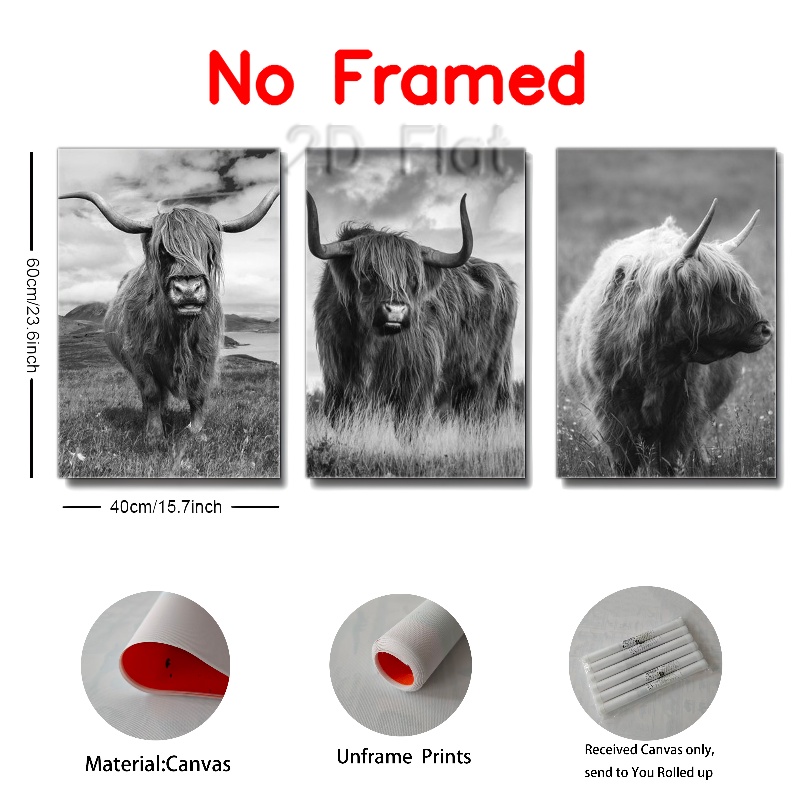 No Framed
2D Flat
60cm/23.6inch
40cm/15.7inch
Material:Canvas
Unframe Prints
Received Canvas only,
send to You Rolled up